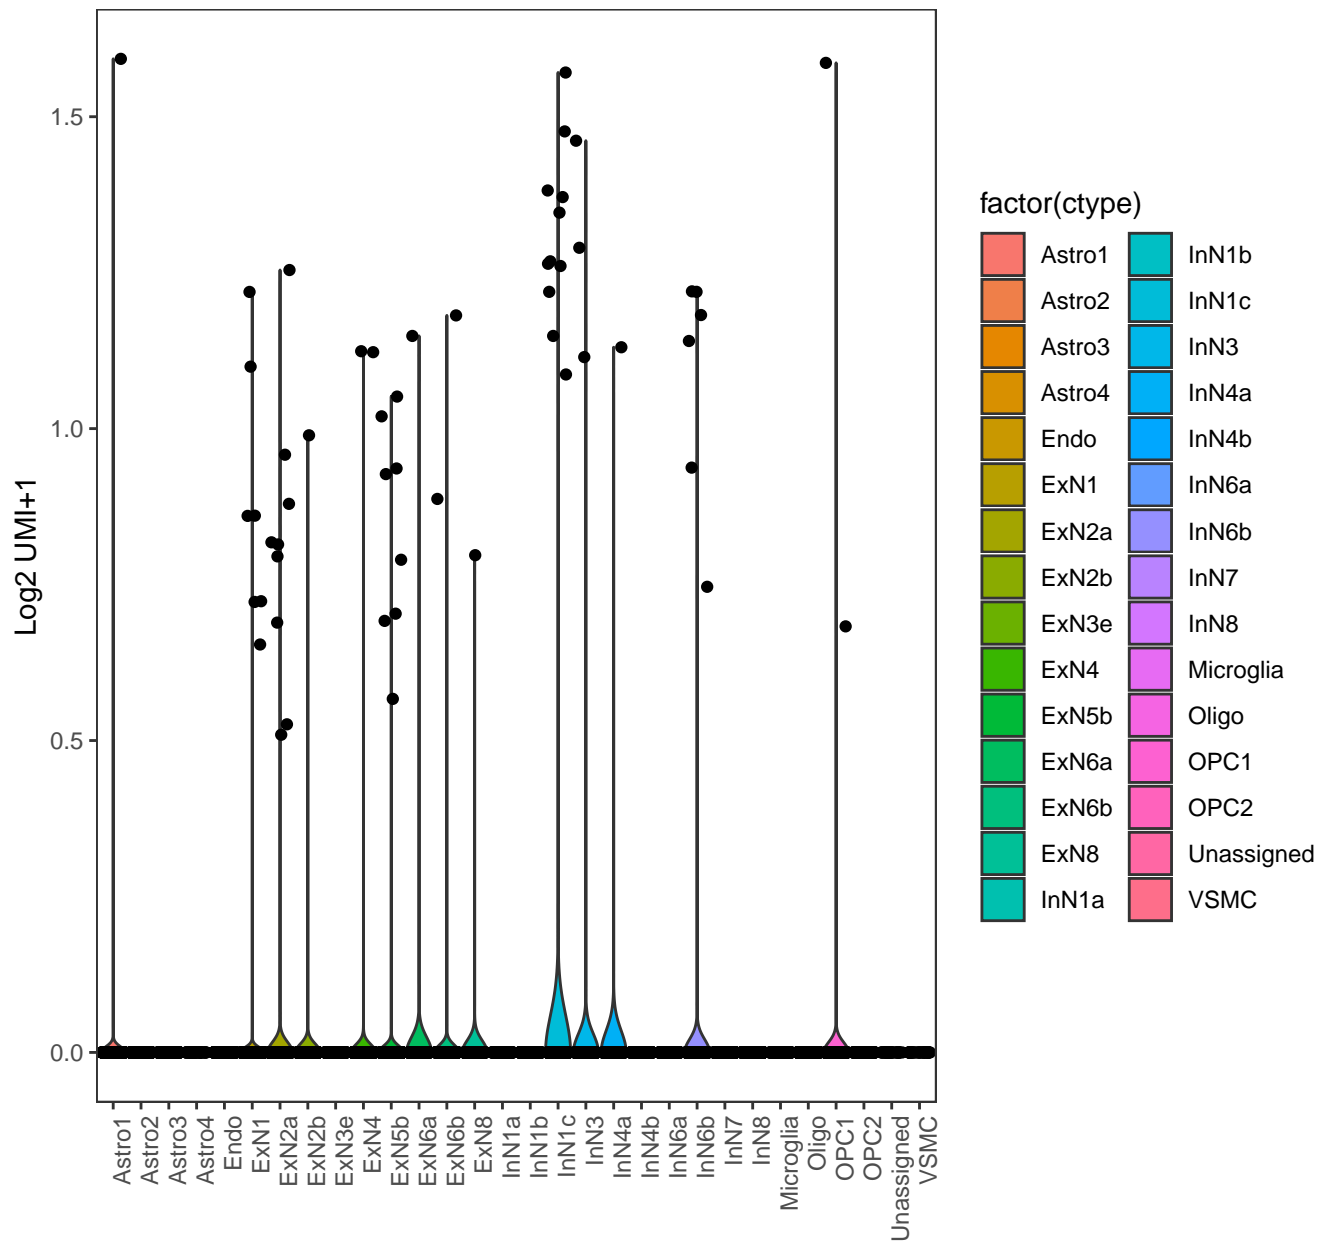 Log2 UMI+1
1.5
1.0
0.5
0.0
Astro1
Astro2
Astro3
Astro4
Endo
ExN1
ExN2a
ExN2b
ExN3e
ExN4
ExN5b
ExN6a
ExN6b
ExN8
InN1a
InN1b
InN1c
InN3
InN4a
InN4b
InN6a
InN6b
InN7
InN8
Microglia
Oligo
OPC1
OPC2
Unassigned
VSMC
factor(ctype)
Astro1
Astro2
Astro3
Astro4
Endo
ExN1
ExN2a
ExN2b
ExN3e
ExN4
ExN5b
ExN6a
ExN6b
ExN8
InN1a
InN1b
InN1c
InN3
InN4a
InN4b
InN6a
InN6b
InN7
InN8
Microglia
Oligo
OPC1
OPC2
Unassigned
VSMC